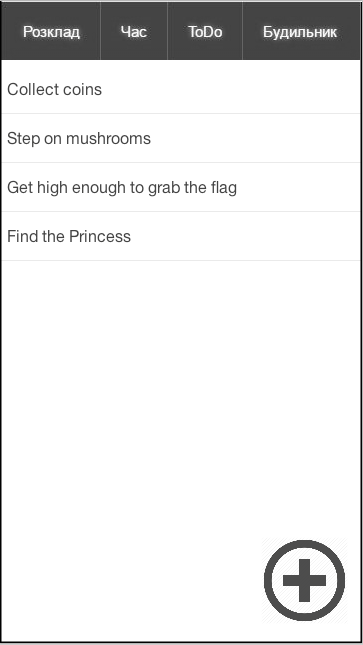 Розклад Час ToDo Будильник
Collect coins
Step on mushrooms
Get high enough to grab the flag
Find the Princess